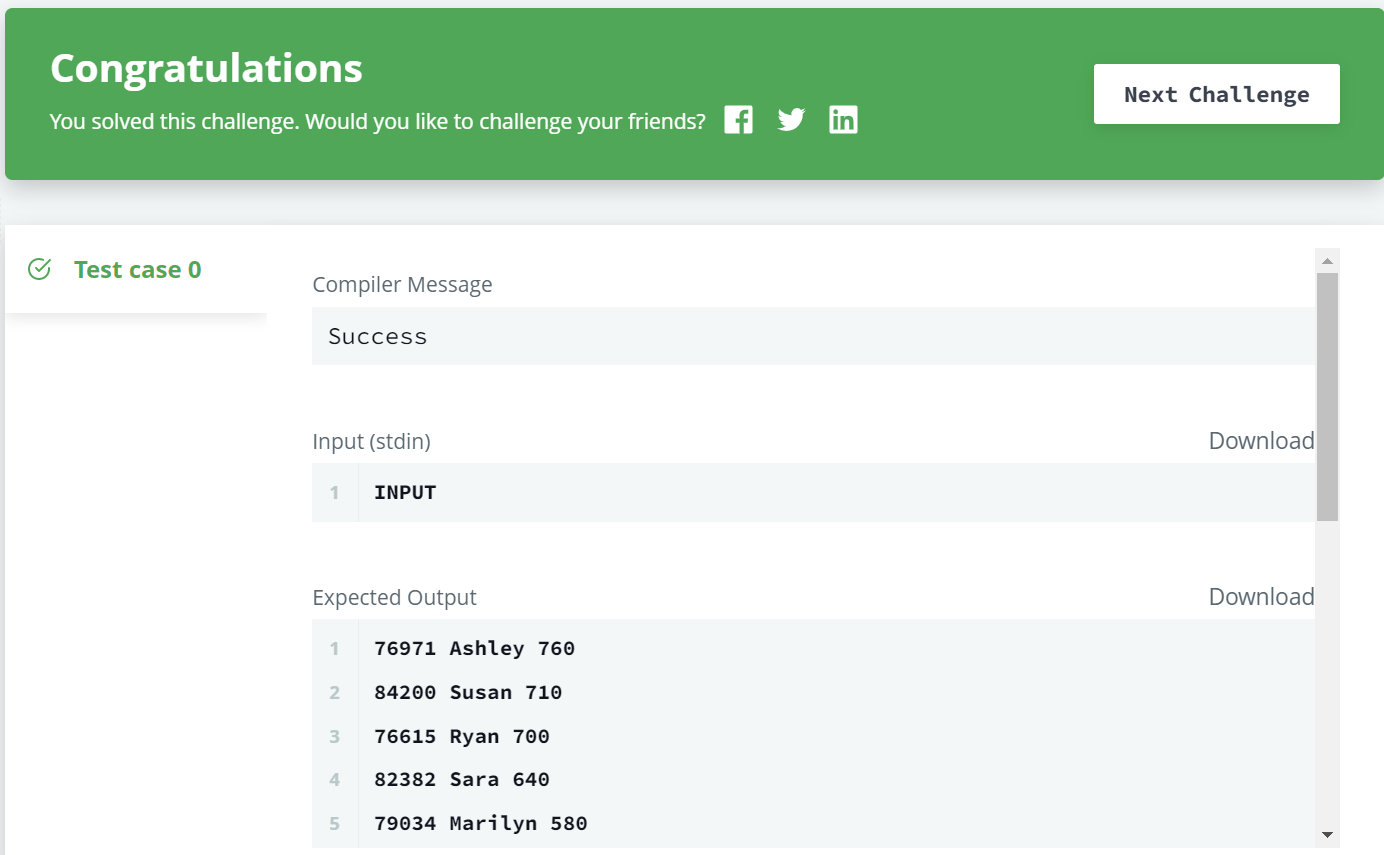 Congratulations
You solved this challenge. Would you like to challenge your friends?
Next Challenge
Test case 0
Compiler Message
Success
Input (stdin)
Download
1 INPUT
Expected Output
Download
1 76971 Ashley 760
2 84200 Susan 710
3 76615 Ryan 700
4 82382 Sara 640
5 79034 Marilyn 580